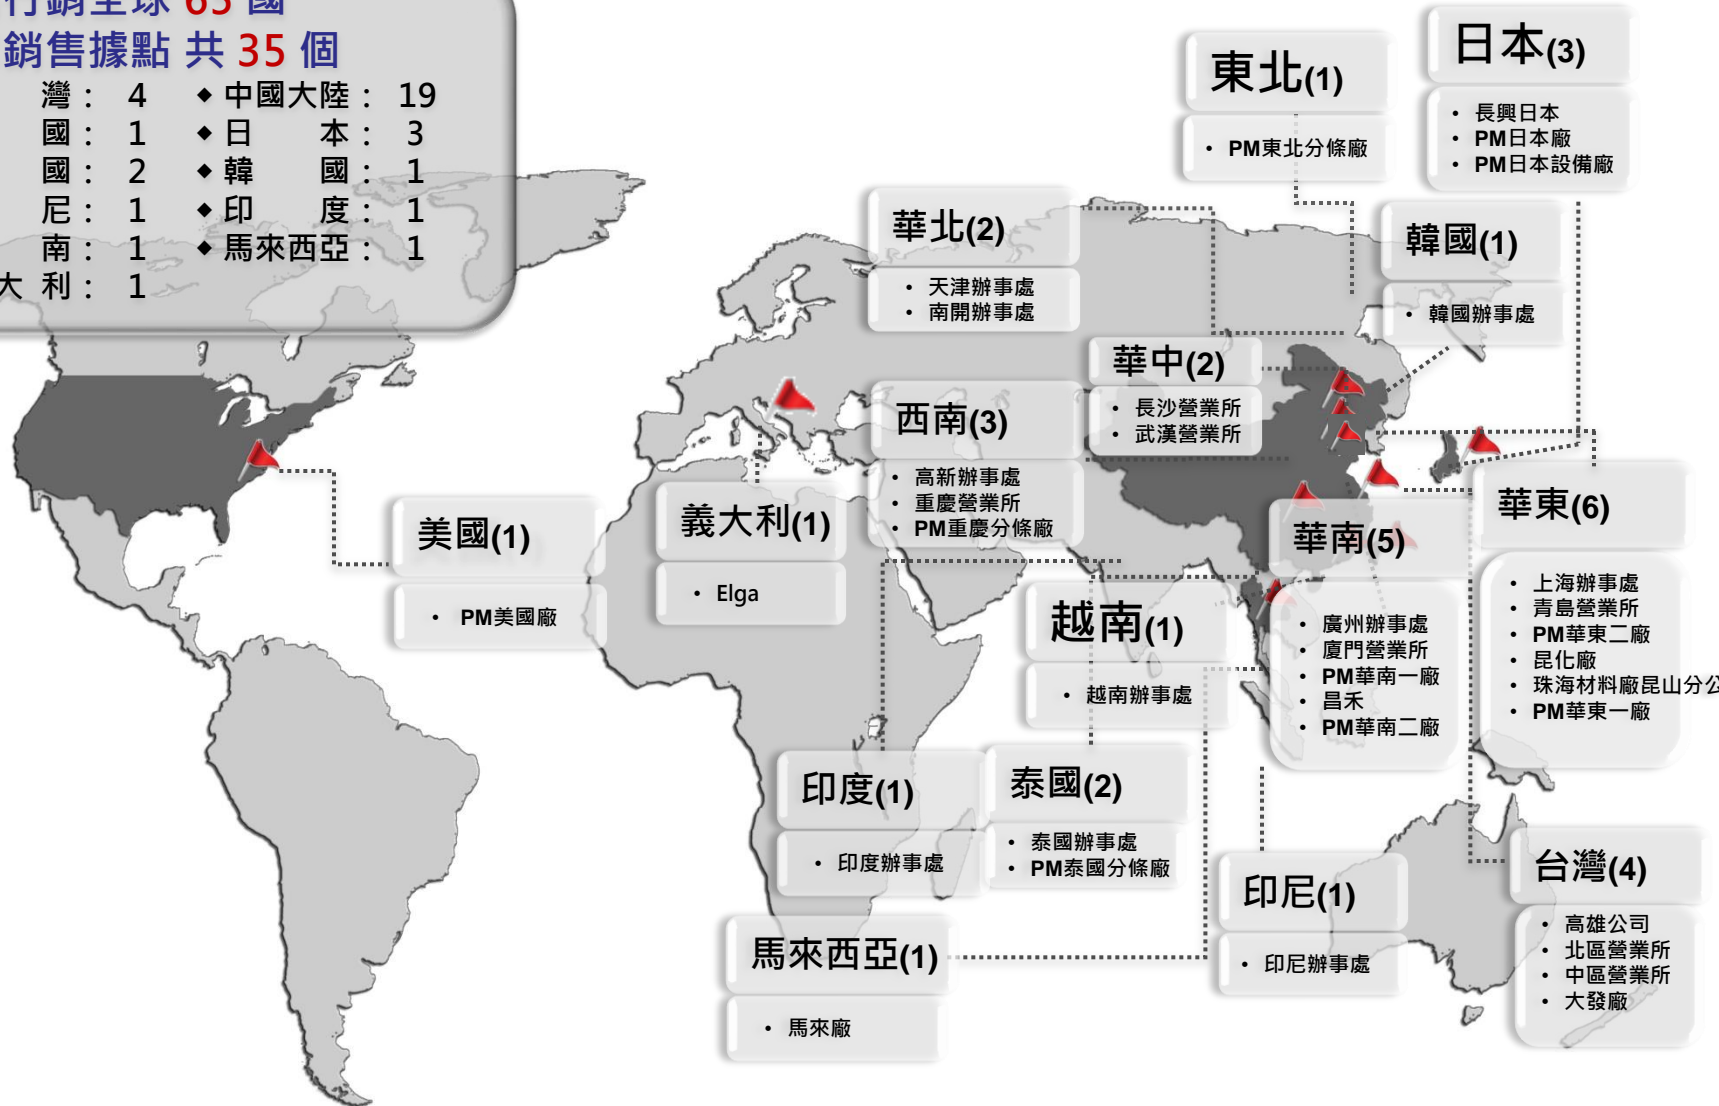 行銷全球 65 國
銷售據點 共 35 個
灣： 4 ◆ 中國大陸： 19
國： 1 ◆ 日 本： 3
國： 2 ◆ 韓 國： 1
尼： 1 ◆ 印 度： 1
南： 1 ◆ 馬來西亞： 1
大 利： 1
東北(1)
• PM東北分條廠
日本(3)
• 長興日本
• PM日本廠
• PM日本設備廠
華北(2)
• 天津辦事處
• 南開辦事處
韓國(1)
• 韓國辦事處
華中(2)
• 長沙營業所
• 武漢營業所
西南(3)
• 高新辦事處
• 重慶營業所
• PM重慶分條廠
美國(1)
• PM美國廠
義大利(1)
• Elga
華南(5)
• 廣州辦事處
• 廈門營業所
• PM華南一廠
• 昌禾
• PM華南二廠
華東(6)
• 上海辦事處
• 青島營業所
• PM華東二廠
• 昆化廠
• 珠海材料廠昆山分公
• PM華東一廠
越南(1)
• 越南辦事處
印度(1)
• 印度辦事處
泰國(2)
• 泰國辦事處
• PM泰國分條廠
印尼(1)
• 印尼辦事處
台灣(4)
• 高雄公司
• 北區營業所
• 中區營業所
• 大發廠
馬來西亞(1)
• 馬來廠